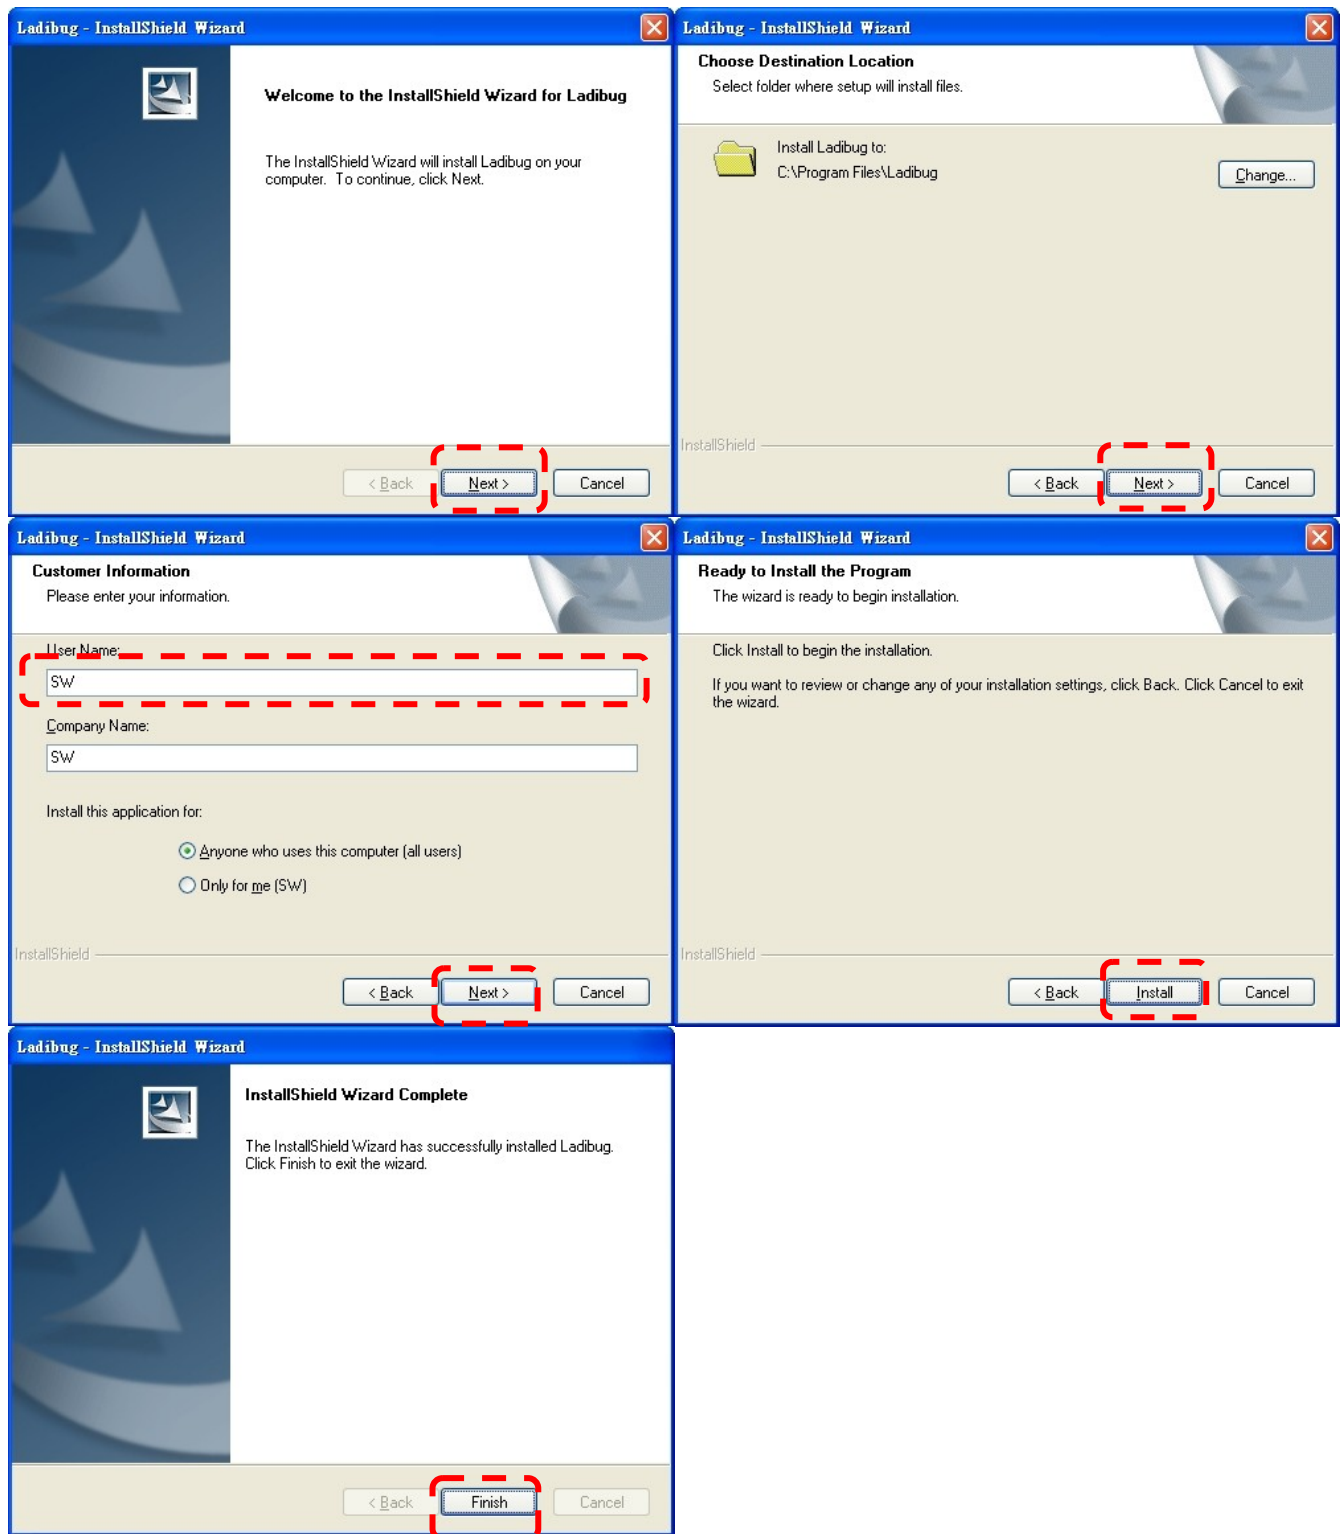 Ladibug - InstallShield Wizard
Welcome to the InstallShield Wizard for Ladibug
The InstallShield Wizard will install Ladibug on your
computer. To continue, click Next.
< Back
Next >
Cancel
Ladibug - InstallShield Wizard
Choose Destination Location
Select folder where setup will install files.
Install Ladibug to:
C:\Program Files\Ladibug
Change...
InstallShield
< Back
Next >
Cancel
Ladibug - InstallShield Wizard
Customer Information
Please enter your information.
User Name:
SW
Company Name:
SW
Install this application for:
Anyone who uses this computer (all users)
Only for me (SW)
InstallShield
< Back
Next >
Cancel
Ladibug - InstallShield Wizard
Ready to Install the Program
The wizard is ready to begin installation.
Click Install to begin the installation.
If you want to review or change any of your installation settings, click Back. Click Cancel to exit
the wizard.
InstallShield
< Back
Install
Cancel
Ladibug - InstallShield Wizard
InstallShield Wizard Complete
The InstallShield Wizard has successfully installed Ladibug.
Click Finish to exit the wizard.
< Back
Finish
Cancel